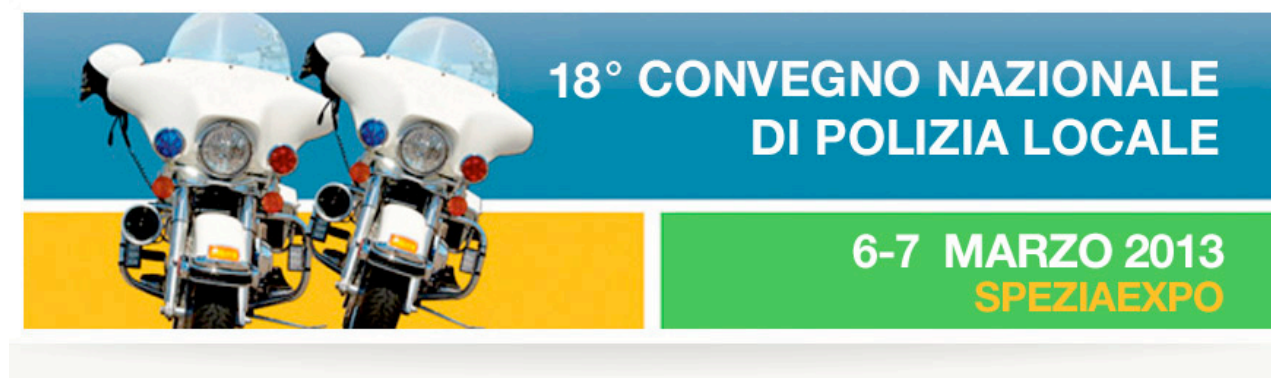 18° CONVEGNO NAZIONALE
DI POLIZIA LOCALE
6-7 MARZO 2013
SPEZIAEXPO